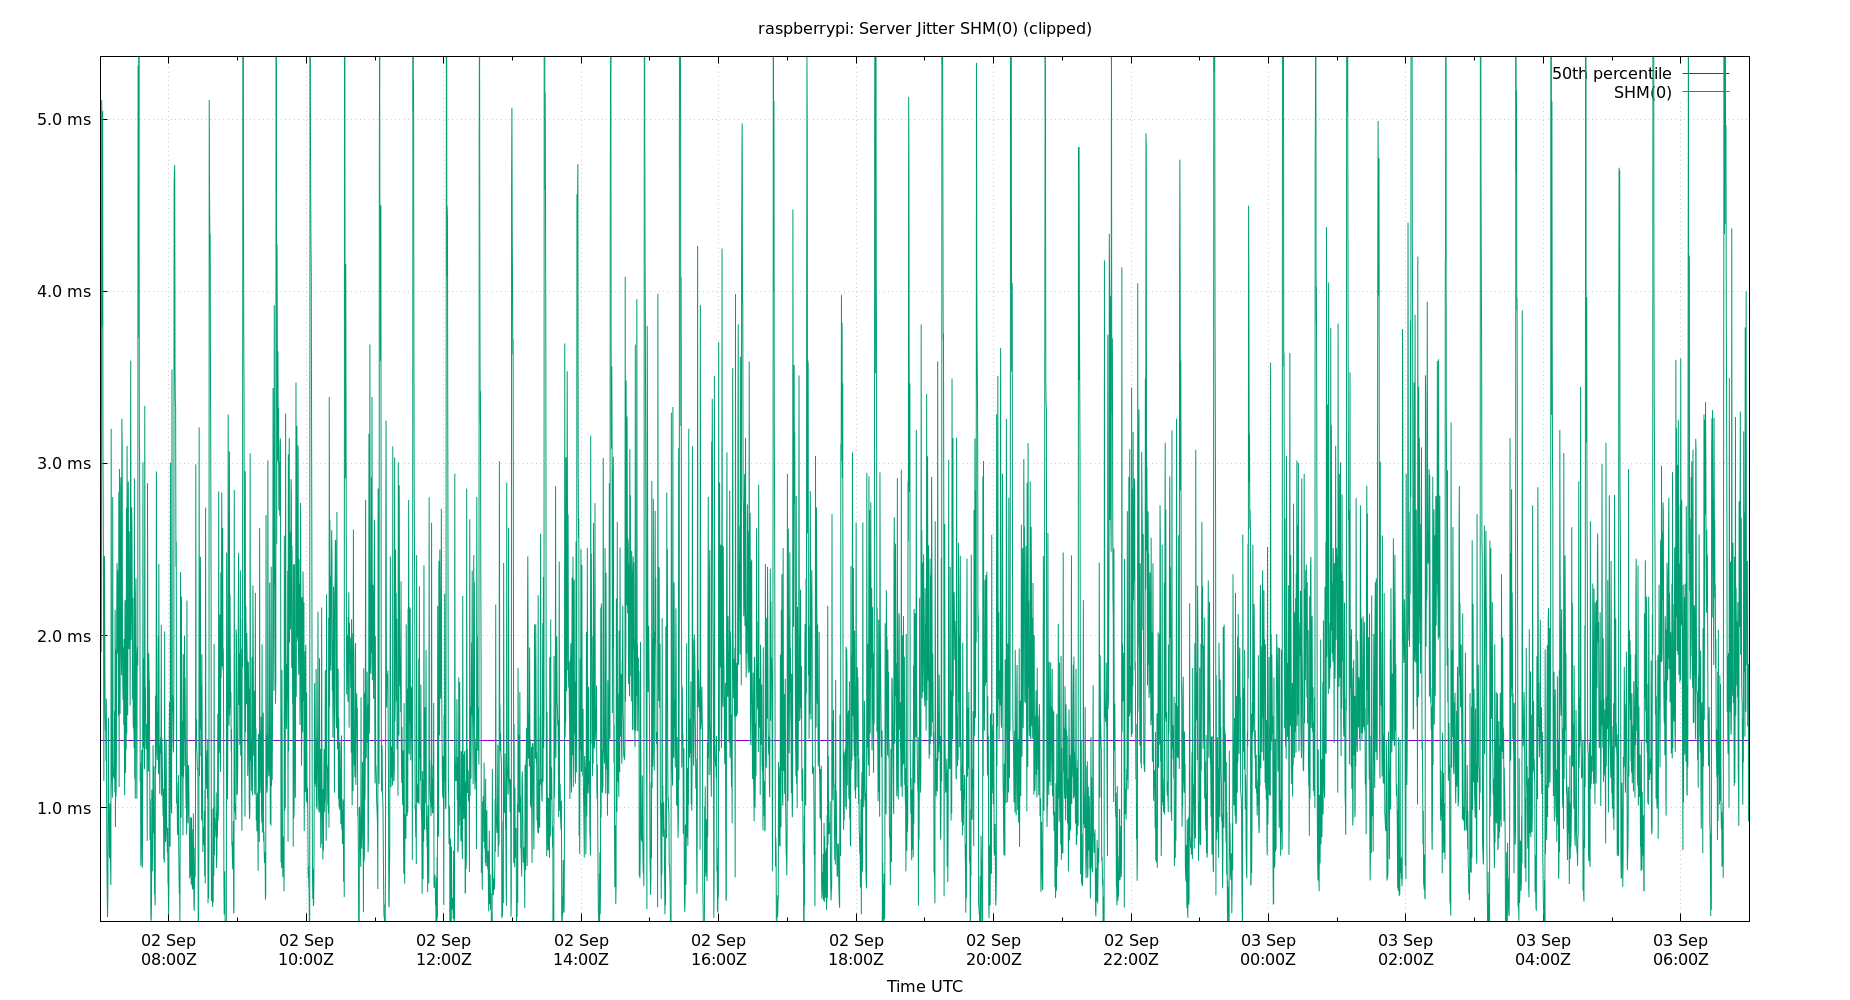 raspberrypi: Server Jitter SHM(0) (clipped)
50th percentile
SHM(0)
5.0 ms
4.0 ms
3.0 ms
2.0 ms
1.0 ms
02 Sep 02 Sep 02 Sep 02 Sep 02 Sep 02 Sep 02 Sep 02 Sep 03 Sep 03 Sep 03 Sep 03 Sep
08:00Z 10:00Z 12:00Z 14:00Z 16:00Z 18:00Z 20:00Z 22:00Z 00:00Z 02:00Z 04:00Z 06:00Z
Time UTC